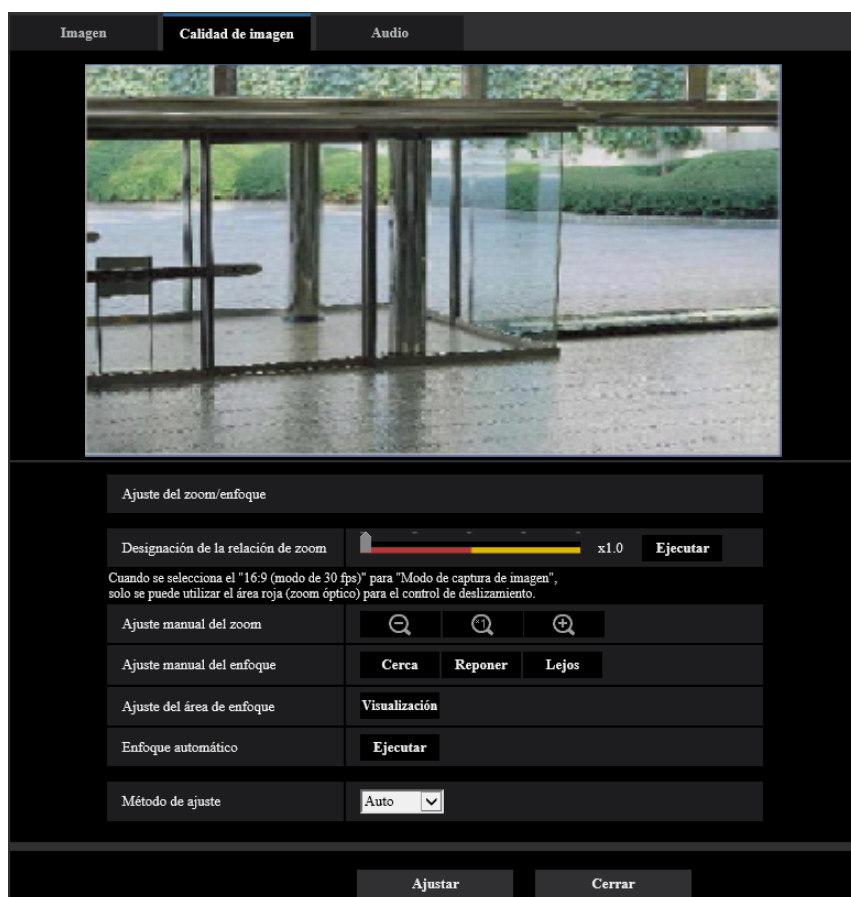 Imagen
Calidad de imagen
Audio
Ajuste del zoom/enfoque
Designación de la relación de zoom
x1.0
Ejecutar
Cuando se selecciona el "16:9 (modo de 30 fps)" para "Modo de captura de imagen",
solo se puede utilizar el área roja (zoom óptico) para el control de deslizamiento.
Ajuste manual del zoom
×1
Ajuste manual del enfoque
Cerca
Reponer
Lejos
Ajuste del área de enfoque
Visualización
Enfoque automático
Ejecutar
Método de ajuste
Auto
Ajustar
Cerrar